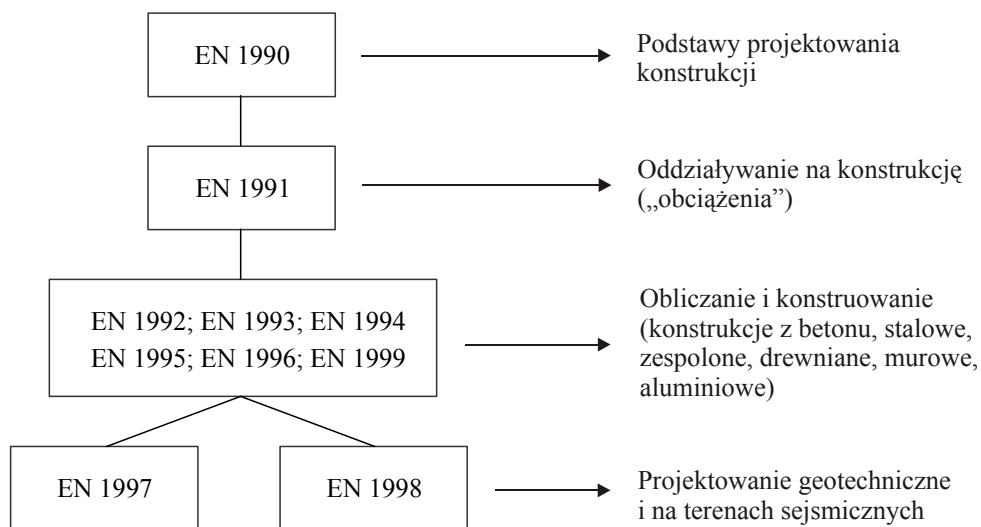 EN 1990
Podstawy projektowania
konstrukcji
EN 1991
Oddziaływanie na konstrukcję
(„obciążenia”)
EN 1992; EN 1993; EN 1994
EN 1995; EN 1996; EN 1999
Obliczanie i konstruowanie
(konstrukcje z betonu, stalowe,
zespolone, drewniane, murowe,
aluminiowe)
EN 1997
EN 1998
Projektowanie geotechniczne
i na terenach sejsmicznych